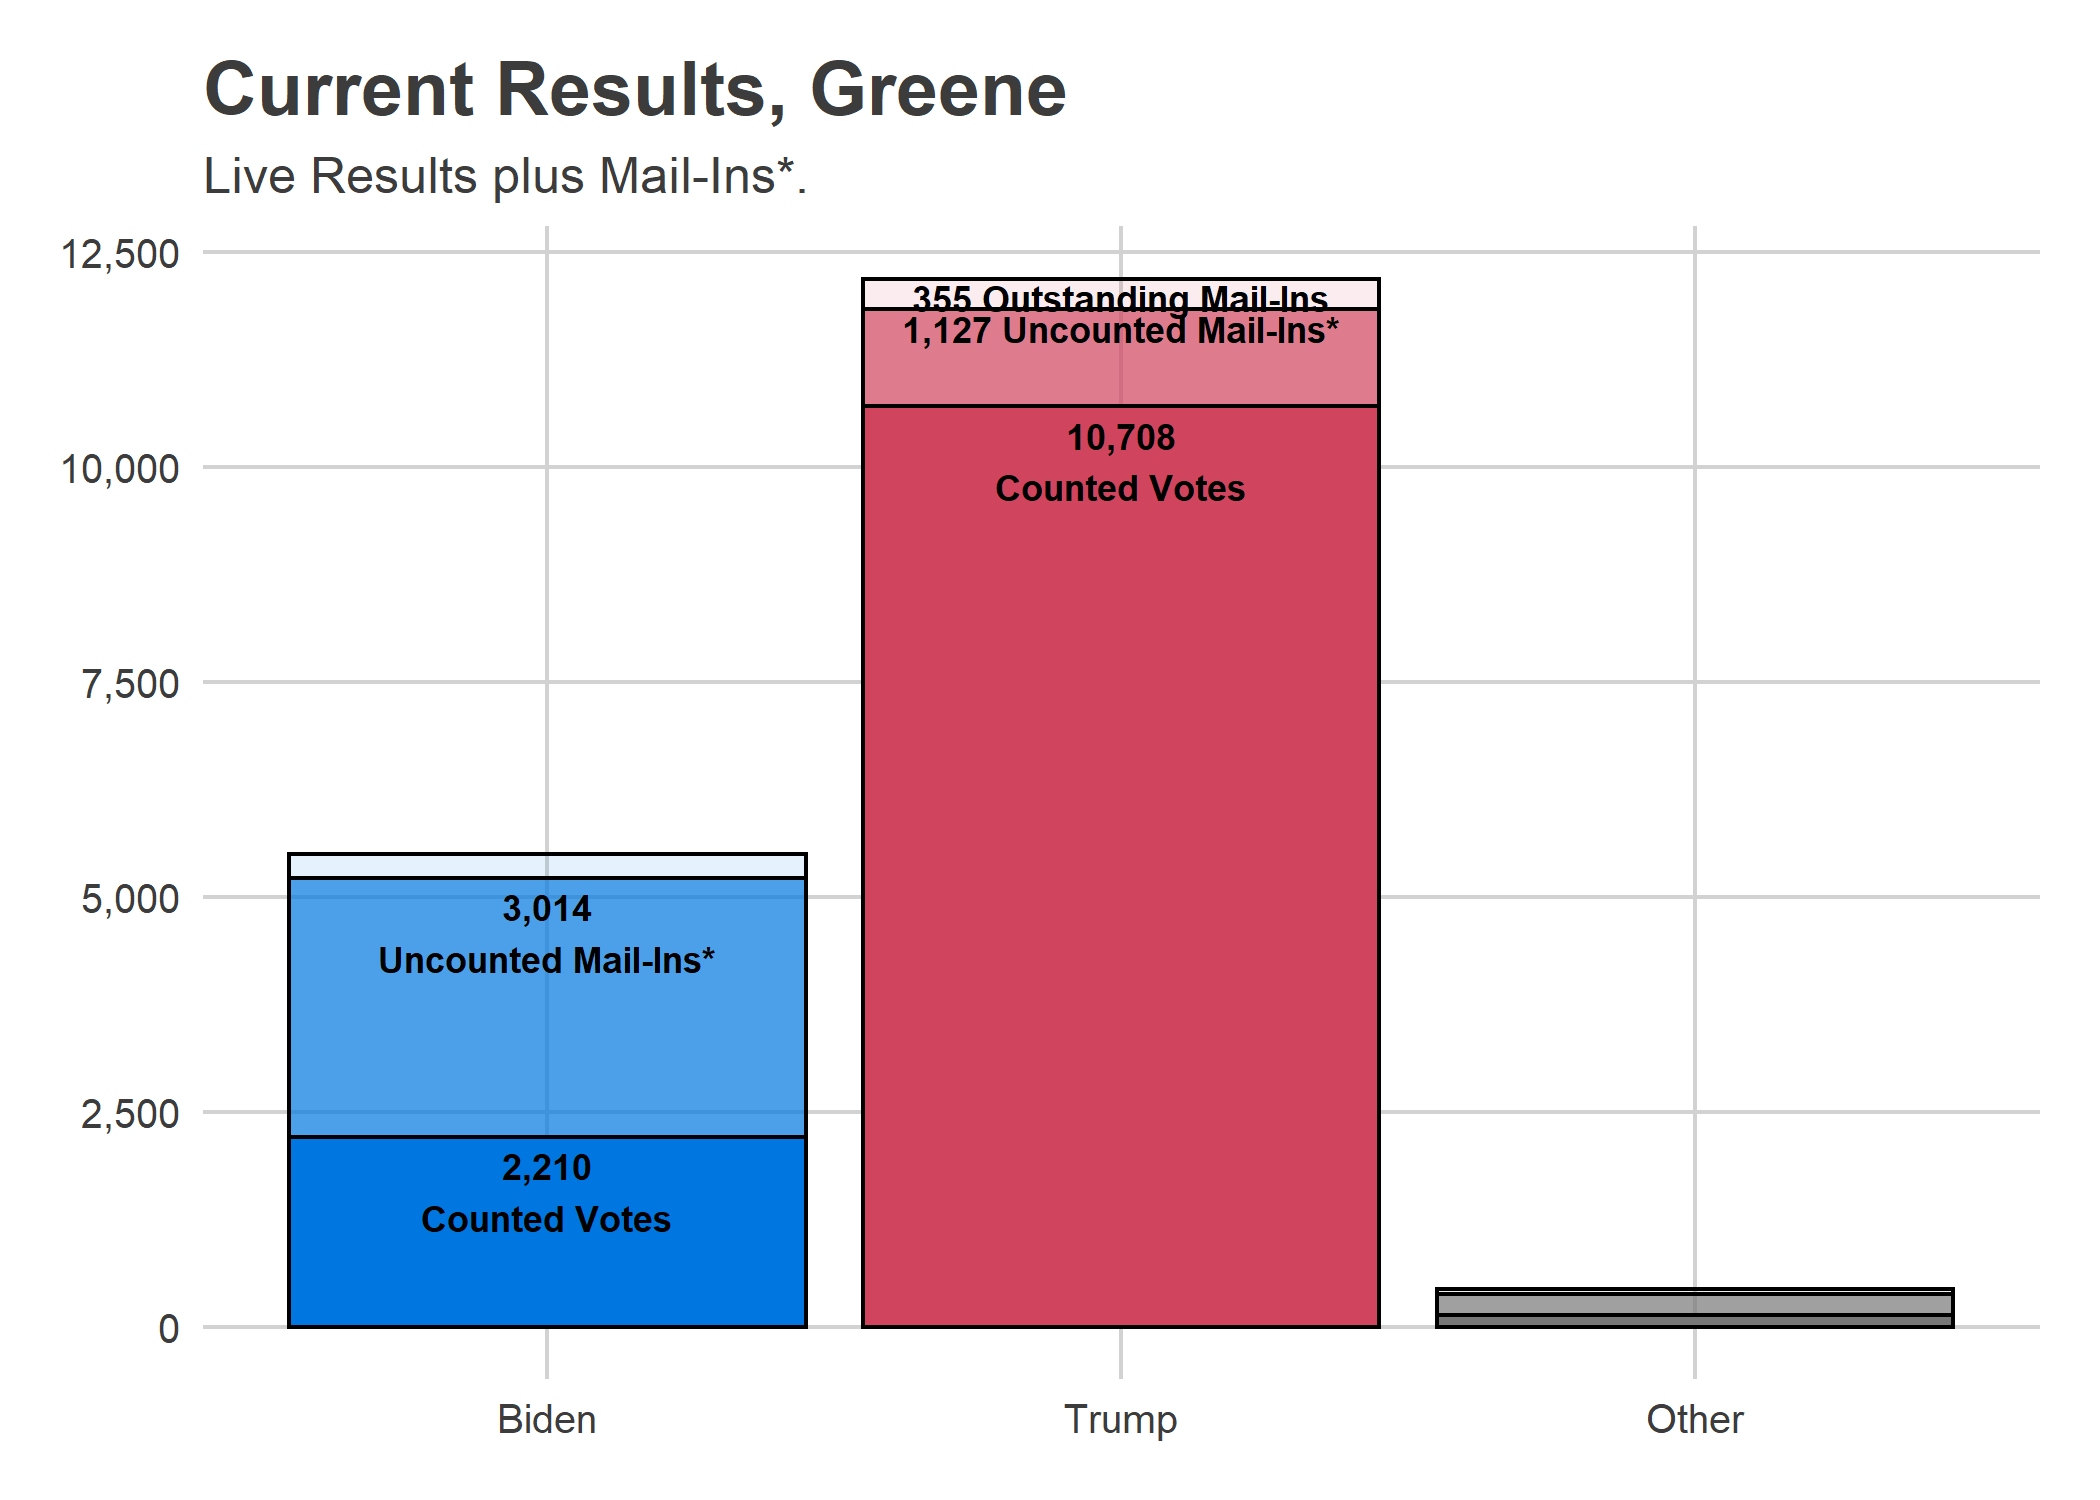 Current Results, Greene
Live Results plus Mail-Ins*.
12,500
10,000
7,500
5,000
2,500
0
355 Outstanding Mail-Ins
1,127 Uncounted Mail-Ins*
10,708
Counted Votes
3,014
Uncounted Mail-Ins*
2,210
Counted Votes
Biden
Trump
Other